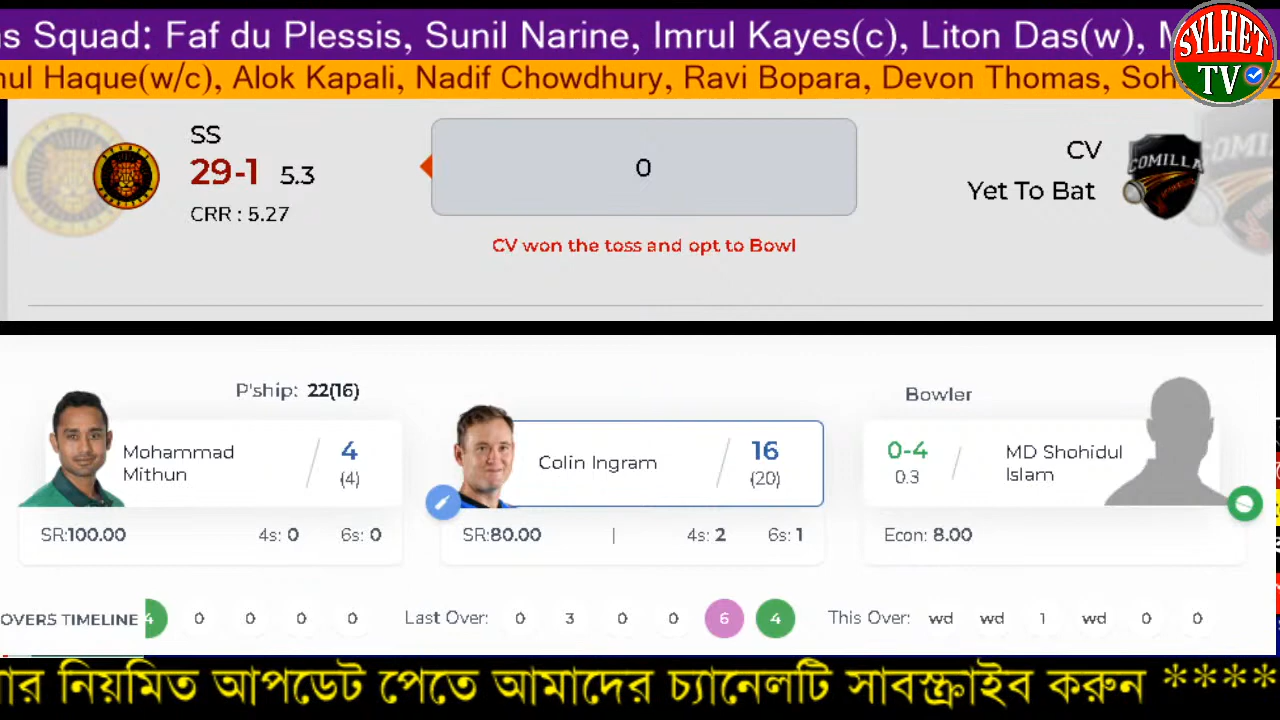 as Squad: Faf du Plessis, Sunil Narine, Imrul Kayes(c), Liton Das(w), M
SYLHET
TV
nul Haque(w/c), Alok Kapali, Nadif Chowdhury, Ravi Bopara, Devon Thomas, Soh
SS
29-1 5.3
CRR : 5.27
0
CV won the toss and opt to Bowl
CV
Yet To Bat
COMILLA
P'ship: 22(16)
Mohammad Mithun / 4 (4)
SR:100.00 4s: 0 6s: 0
Colin Ingram / 16 (20)
SR:80.00 | 4s: 2 6s: 1
Bowler
0-4 0.3 / MD Shohidul Islam
Econ: 8.00
OVERS TIMELINE 4 0 0 0 0 Last Over: 0 3 0 0 6 4 This Over: wd wd 1 wd 0 0
ার নিয়মিত আপডেট পেতে আমাদের চ্যানেলটি সাবস্ক্রাইব করুন ****